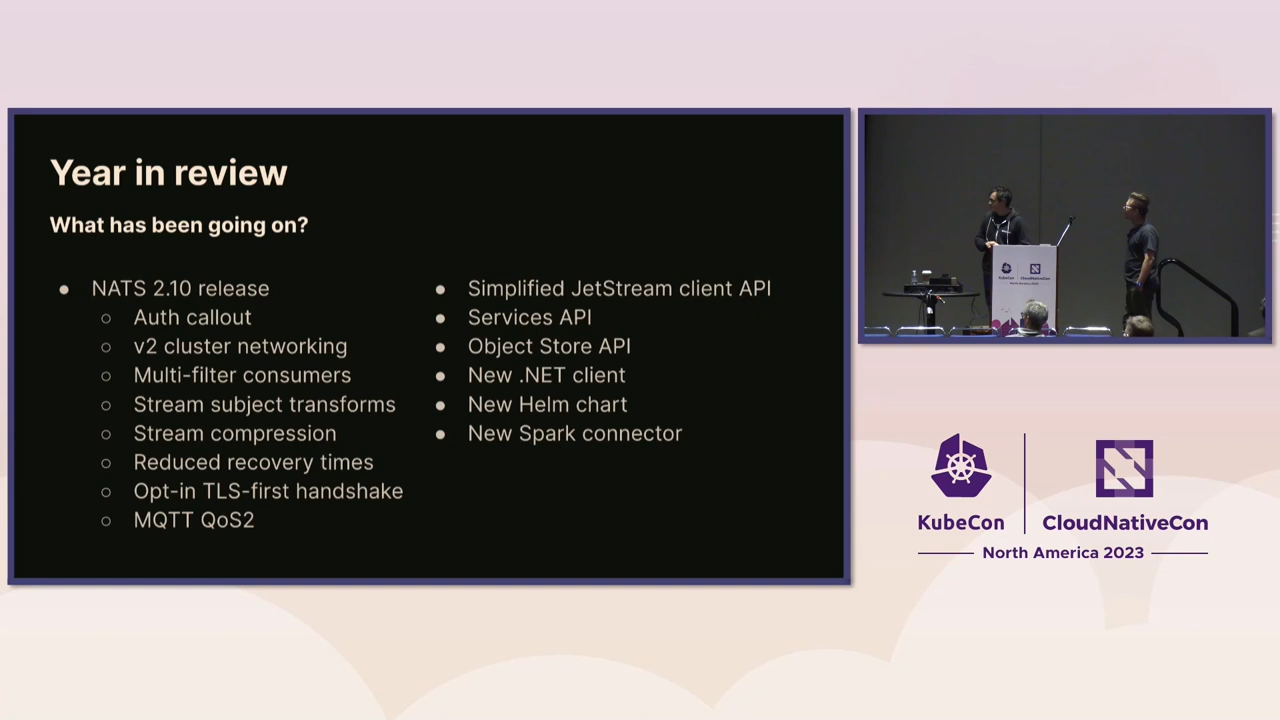 Year in review
What has been going on?
NATS 2.10 release
Auth callout
v2 cluster networking
Multi-filter consumers
Stream subject transforms
Stream compression
Reduced recovery times
Opt-in TLS-first handshake
MQTT QoS2
Simplified JetStream client API
Services API
Object Store API
New .NET client
New Helm chart
New Spark connector
KubeCon CloudNativeCon
KubeCon CloudNativeCon
North America 2023